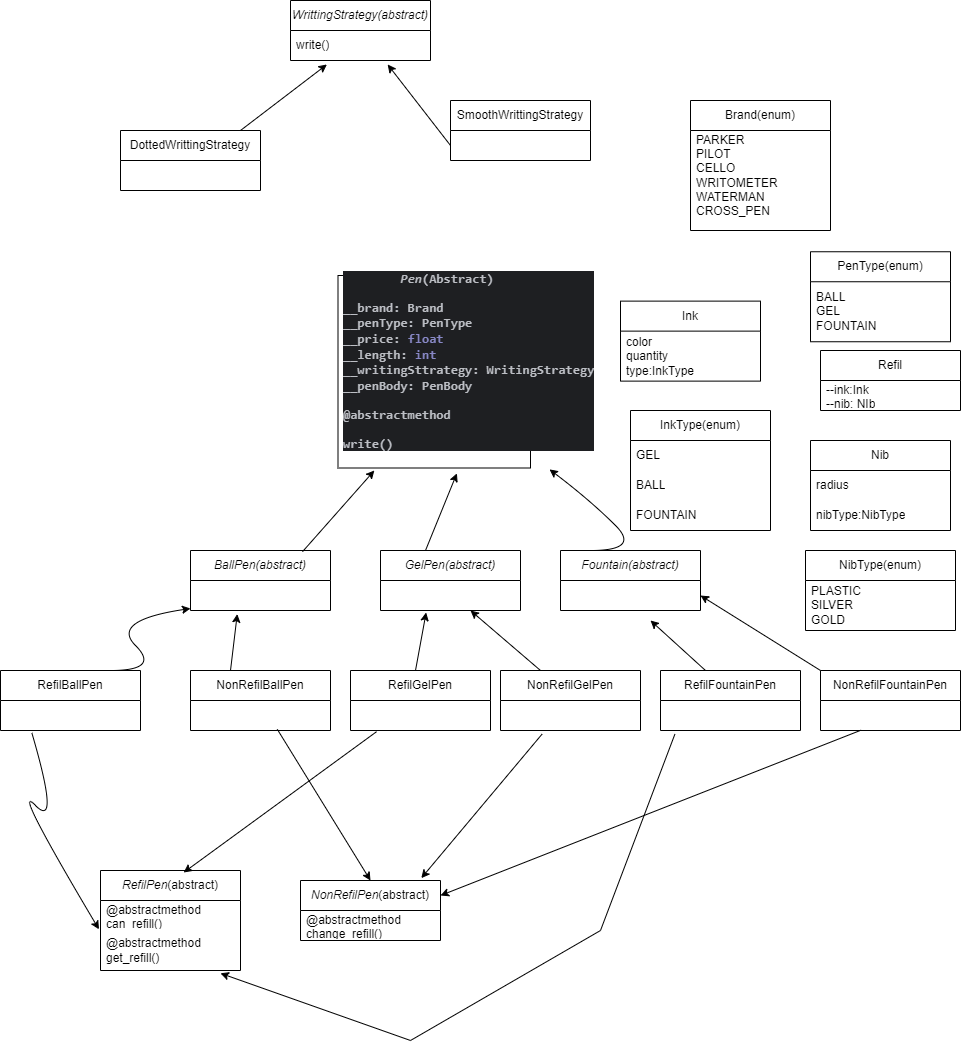 WrittingStrategy(abstract)
write()
DottedWrittingStrategy
SmoothWrittingStrategy
Brand(enum)
PARKER
PILOT
CELLO
WRITOMETER
WATERMAN
CROSS_PEN
Pen(Abstract)
__brand: Brand
__penType: PenType
__price: float
__length: int
__writingSttrategy: WritingStrategy
__penBody: PenBody
@abstractmethod
write()
Ink
color
quantity
type:InkType
PenType(enum)
BALL
GEL
FOUNTAIN
Refil
--ink:Ink
--nib: NIb
InkType(enum)
GEL
BALL
FOUNTAIN
Nib
radius
nibType:NibType
NibType(enum)
PLASTIC
SILVER
GOLD
BallPen(abstract)
GelPen(abstract)
Fountain(abstract)
RefilBallPen
NonRefilBallPen
RefilGelPen
NonRefilGelPen
RefilFountainPen
NonRefilFountainPen
RefilPen(abstract)
@abstractmethod
can_refill()
@abstractmethod
get_refill()
NonRefilPen(abstract)
@abstractmethod
change_refill()